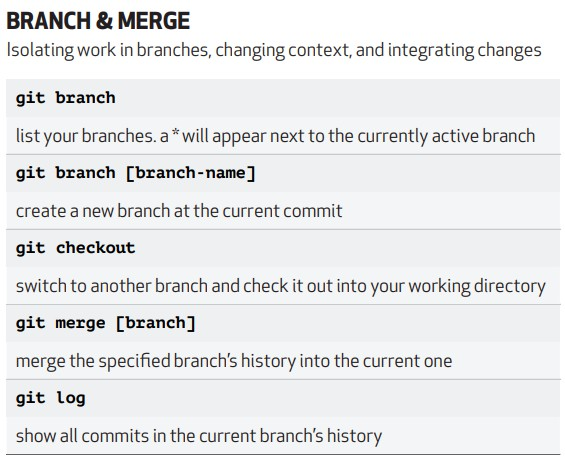 BRANCH & MERGE
Isolating work in branches, changing context, and integrating changes
git branch
list your branches. a * will appear next to the currently active branch
git branch [branch-name]
create a new branch at the current commit
git checkout
switch to another branch and check it out into your working directory
git merge [branch]
merge the specified branch’s history into the current one
git log
show all commits in the current branch’s history